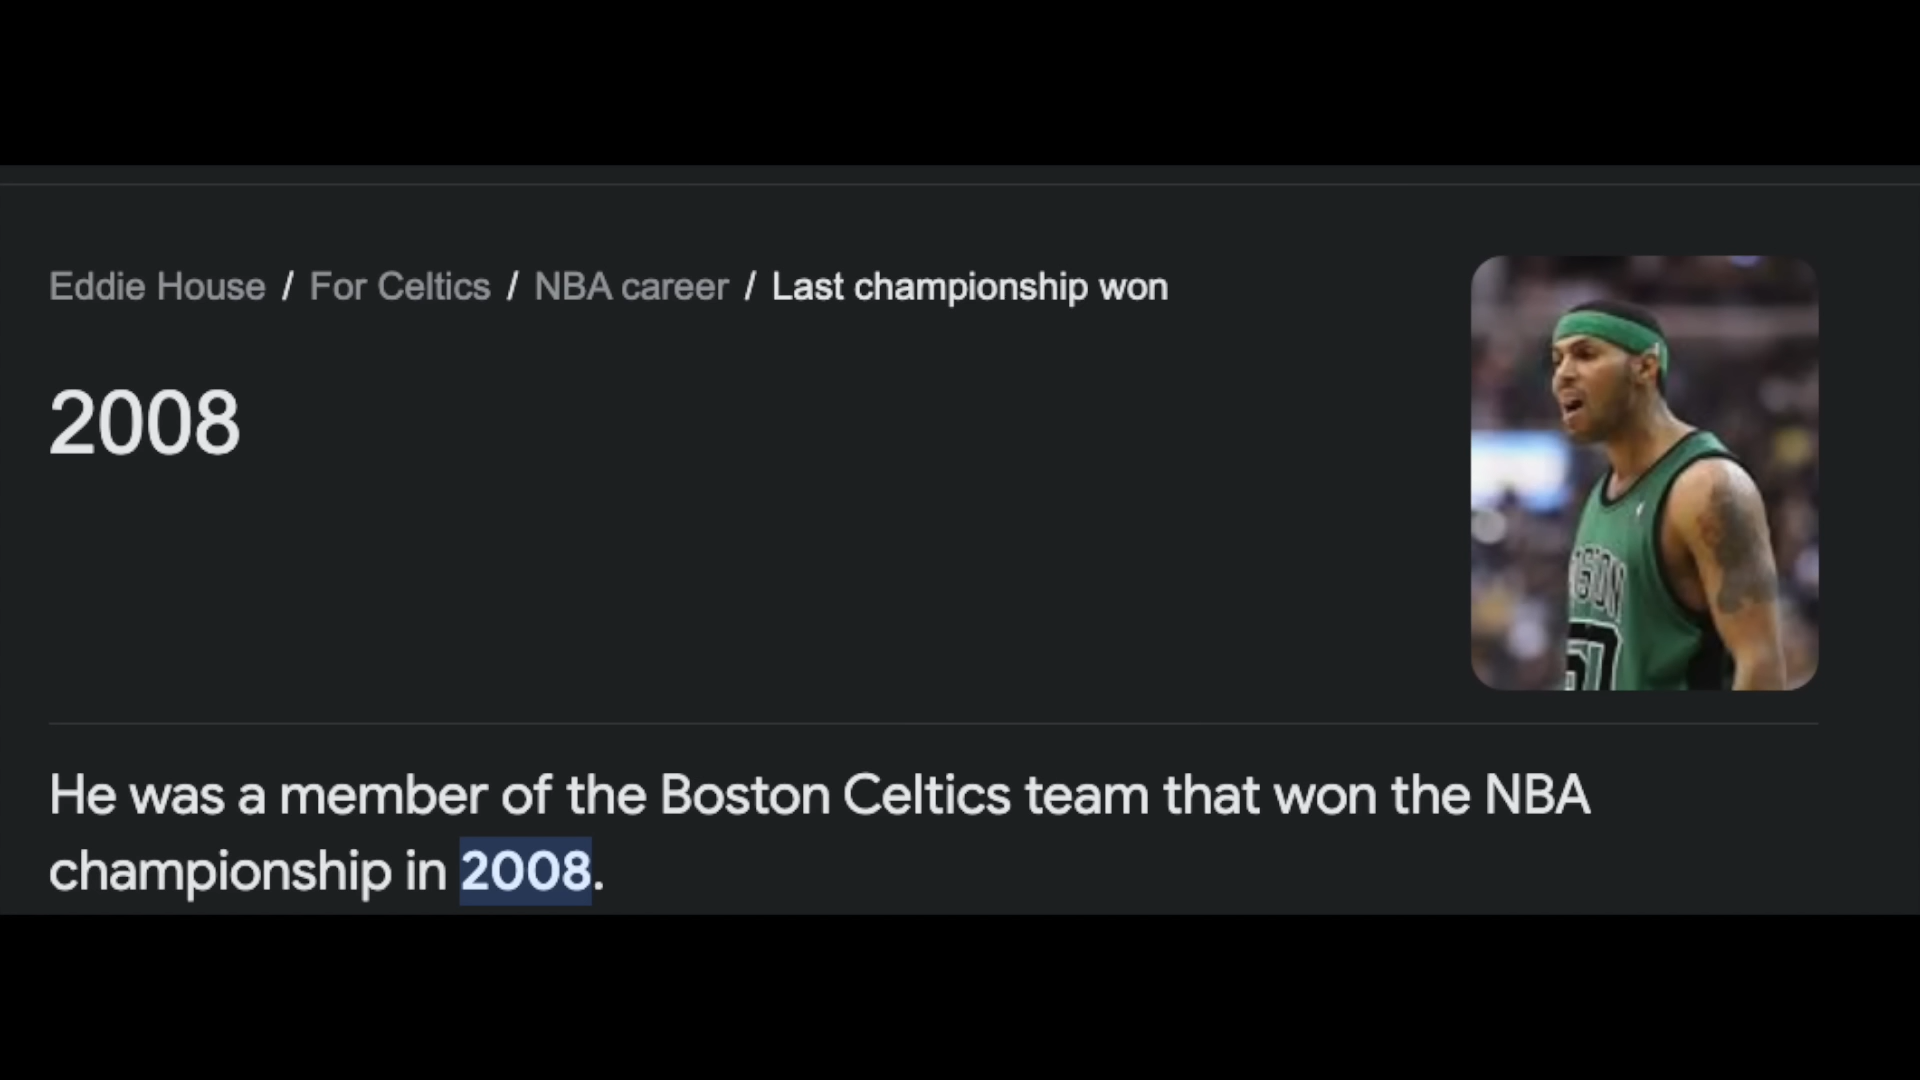 Eddie House / For Celtics / NBA career / Last championship won
2008
He was a member of the Boston Celtics team that won the NBA
championship in 2008.